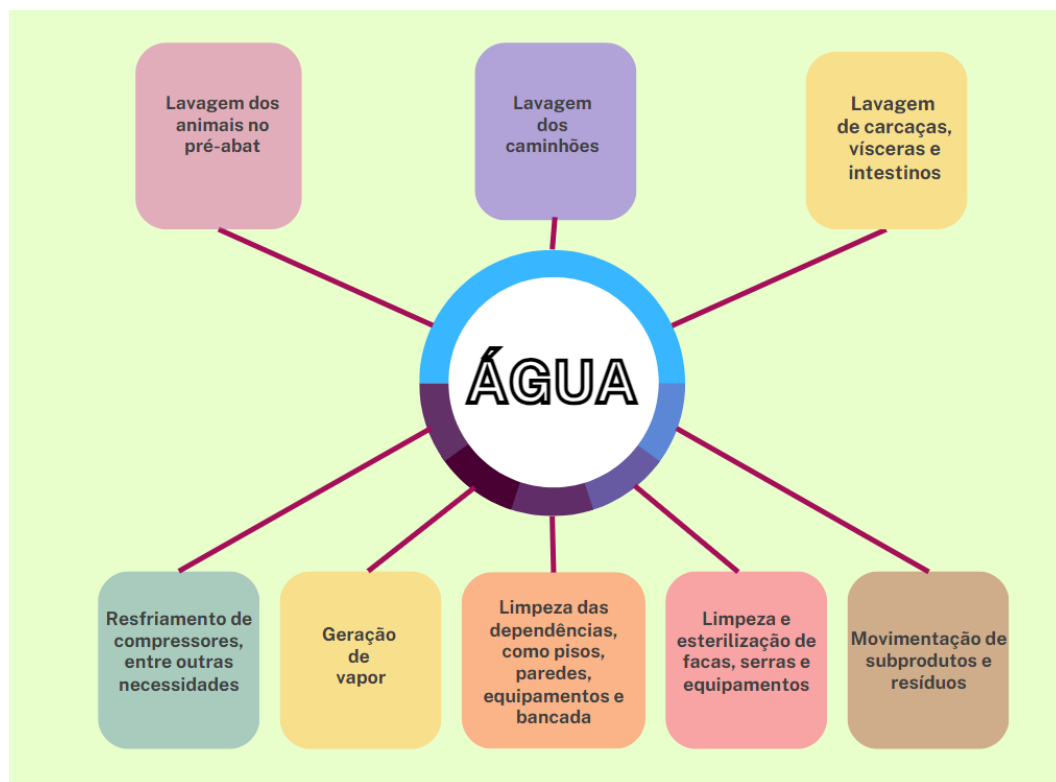 Lavagem dos
animais no
pré-abat
Lavagem
dos
caminhões
Lavagem
de carcaças,
vísceras e
intestinos
ÁGUA
Resfriamento de
compressores,
entre outras
necessidades
Geração
de
vapor
Limpeza das
dependências,
como pisos,
paredes,
equipamentos e
bancada
Limpeza e
esterilização de
facas, serras e
equipamentos
Movimentação de
subprodutos e
resíduos